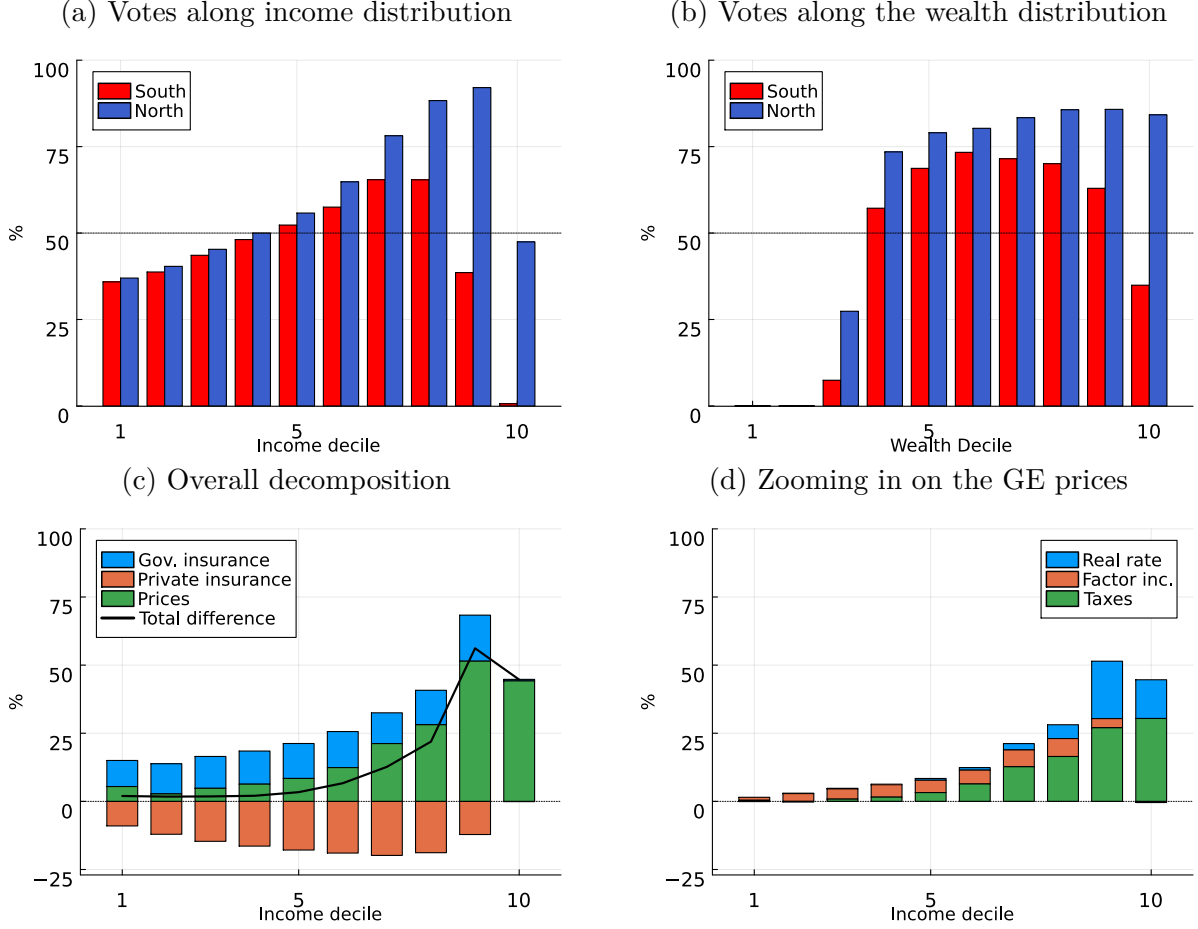 (a) Votes along income distribution
100
75
50
25
0
%
South
North
1
5
10
Income decile
(b) Votes along the wealth distribution
100
75
50
25
0
%
South
North
1
5
10
Wealth Decile
(c) Overall decomposition
100
75
50
25
0
−25
%
Gov. insurance
Private insurance
Prices
Total difference
1
5
10
Income decile
(d) Zooming in on the GE prices
100
75
50
25
0
−25
%
Real rate
Factor inc.
Taxes
1
5
10
Income decile